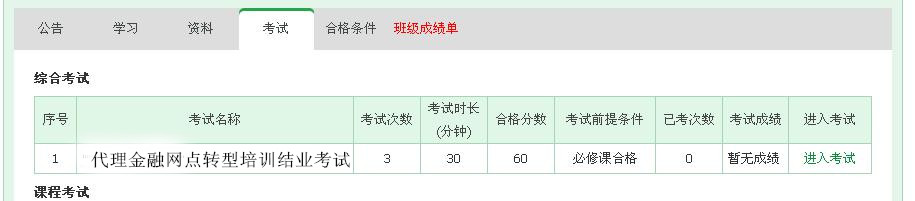 公告 学习 资料 考试 合格条件 班级成绩单
综合考试
序号 考试名称 考试次数 考试时长(分钟) 合格分数 考试前提条件 已考次数 考试成绩 进入考试
1 代理金融网点转型培训结业考试 3 30 60 必修课合格 0 暂无成绩 进入考试
课程考试